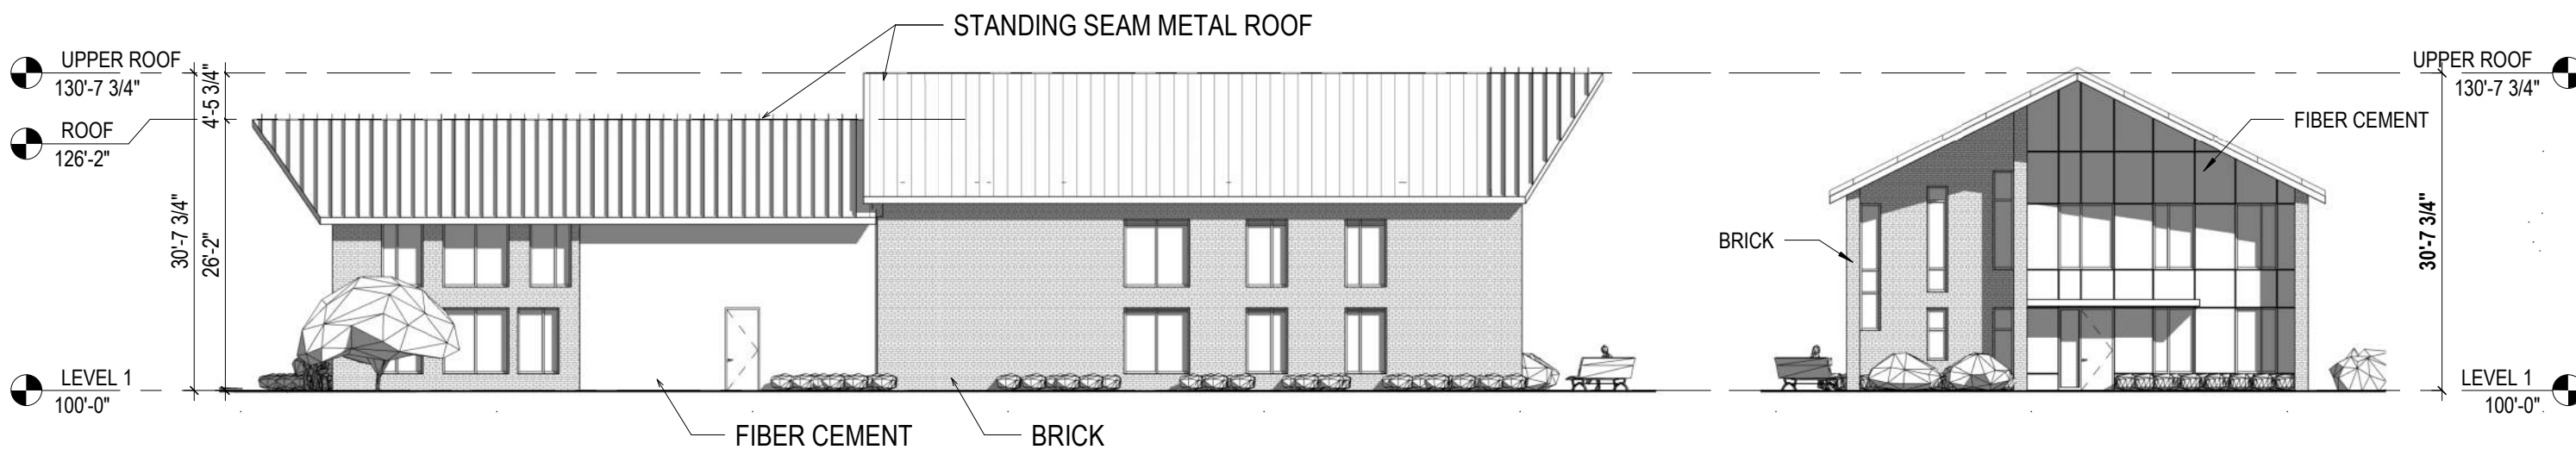 STANDING SEAM METAL ROOF
UPPER ROOF
130'-7 3/4"
ROOF
126'-2"
4'-5 3/4"
30'-7 3/4"
26'-2"
LEVEL 1
100'-0"
FIBER CEMENT
BRICK
UPPER ROOF
130'-7 3/4"
FIBER CEMENT
BRICK
30'-7 3/4"
LEVEL 1
100'-0"